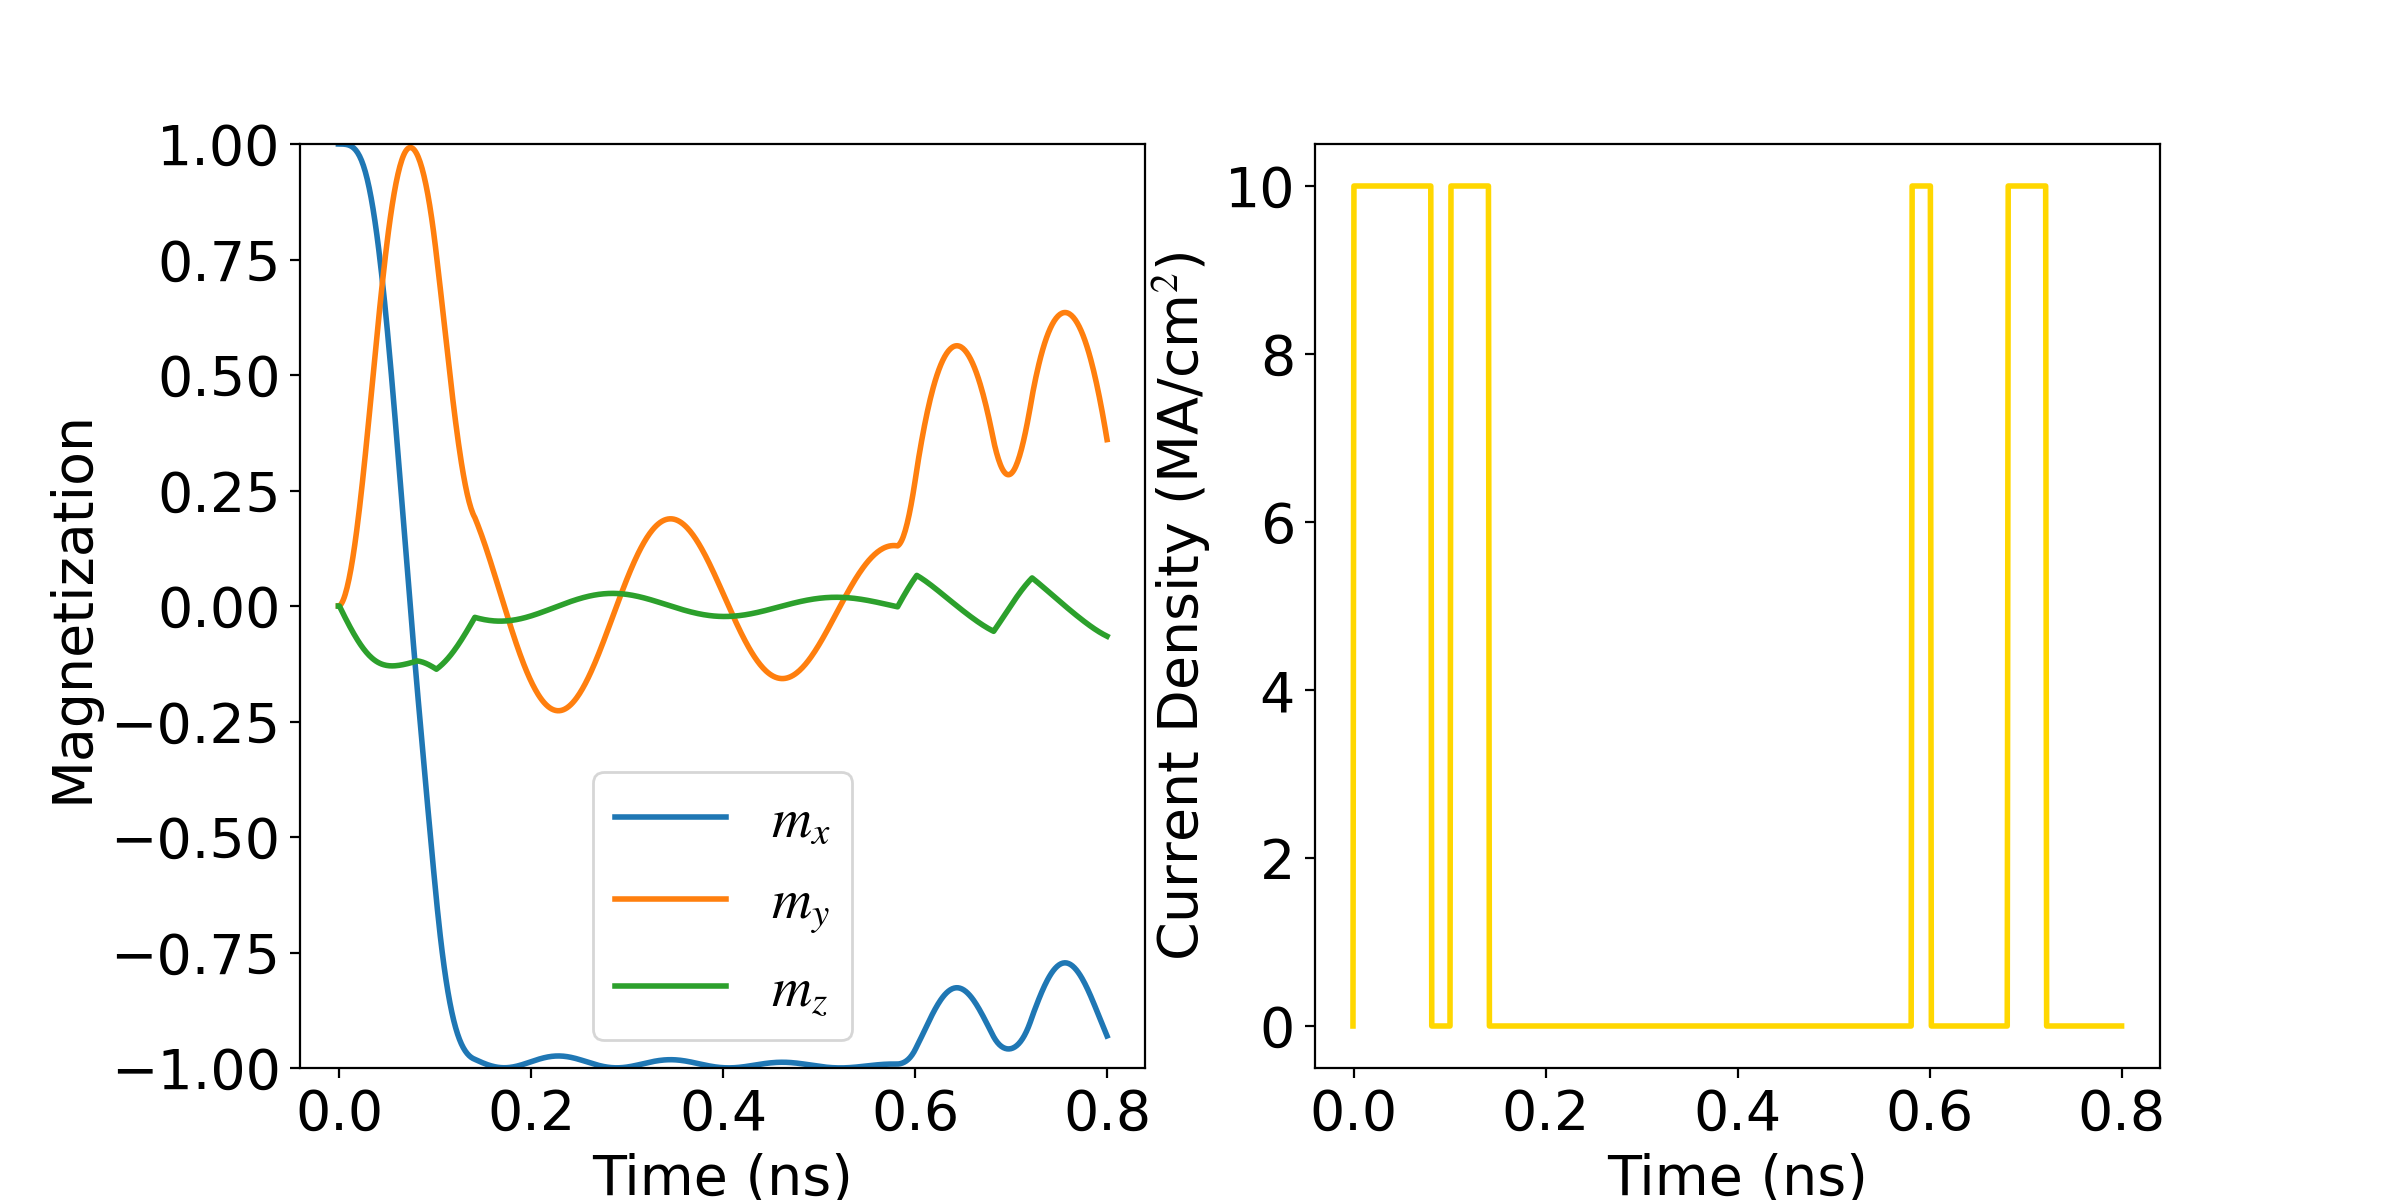 Magnetization
1.00
0.75
0.50
0.25
0.00
−0.25
−0.50
−0.75
−1.00
0.0 0.2 0.4 0.6 0.8
Time (ns)
m_x
m_y
m_z
Current Density (MA/cm²)
10
8
6
4
2
0
0.0 0.2 0.4 0.6 0.8
Time (ns)